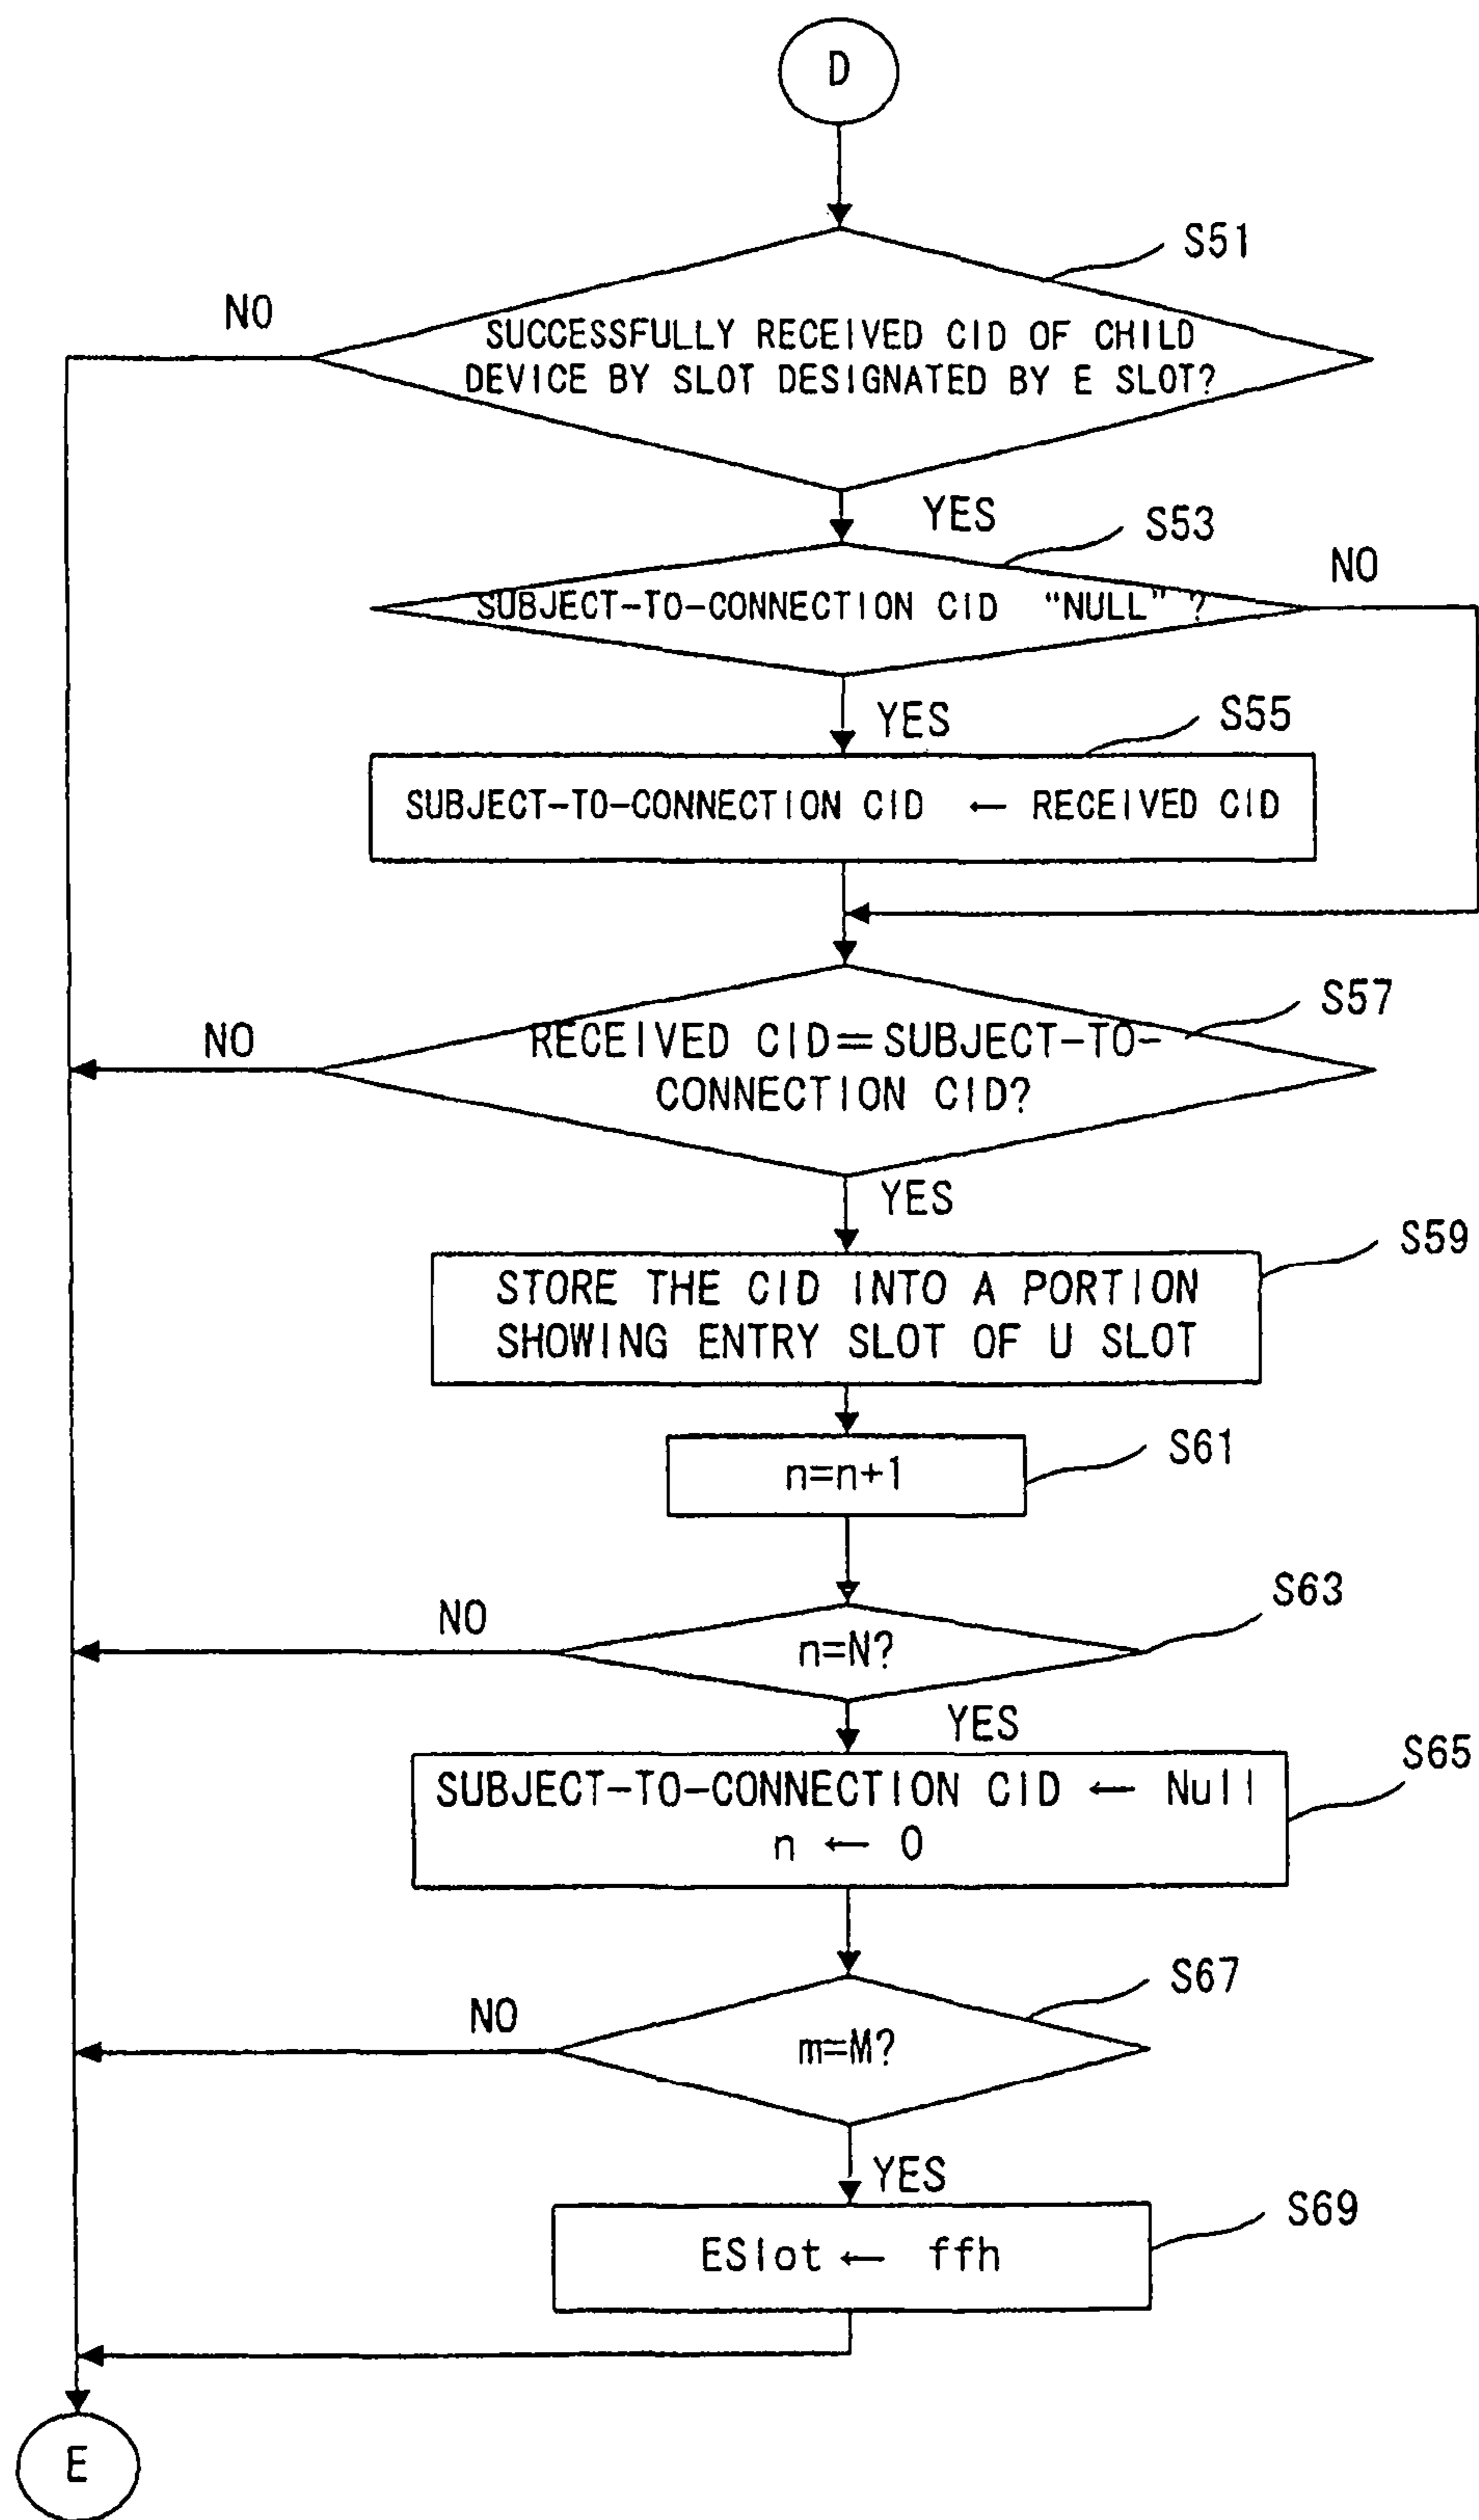 D
S51
NO
SUCCESSFULLY RECEIVED CID OF CHILD
DEVICE BY SLOT DESIGNATED BY E SLOT?
YES
S53
NO
SUBJECT-TO-CONNECTION CID "NULL" ?
YES
S55
SUBJECT-TO-CONNECTION CID ← RECEIVED CID
S57
NO
RECEIVED CID=SUBJECT-TO-
CONNECTION CID?
YES
S59
STORE THE CID INTO A PORTION
SHOWING ENTRY SLOT OF U SLOT
S61
n=n+1
S63
NO
n=N?
YES
S65
SUBJECT-TO-CONNECTION CID ← Null
n ← 0
S67
NO
m=M?
YES
S69
ESlot ← ffh
E